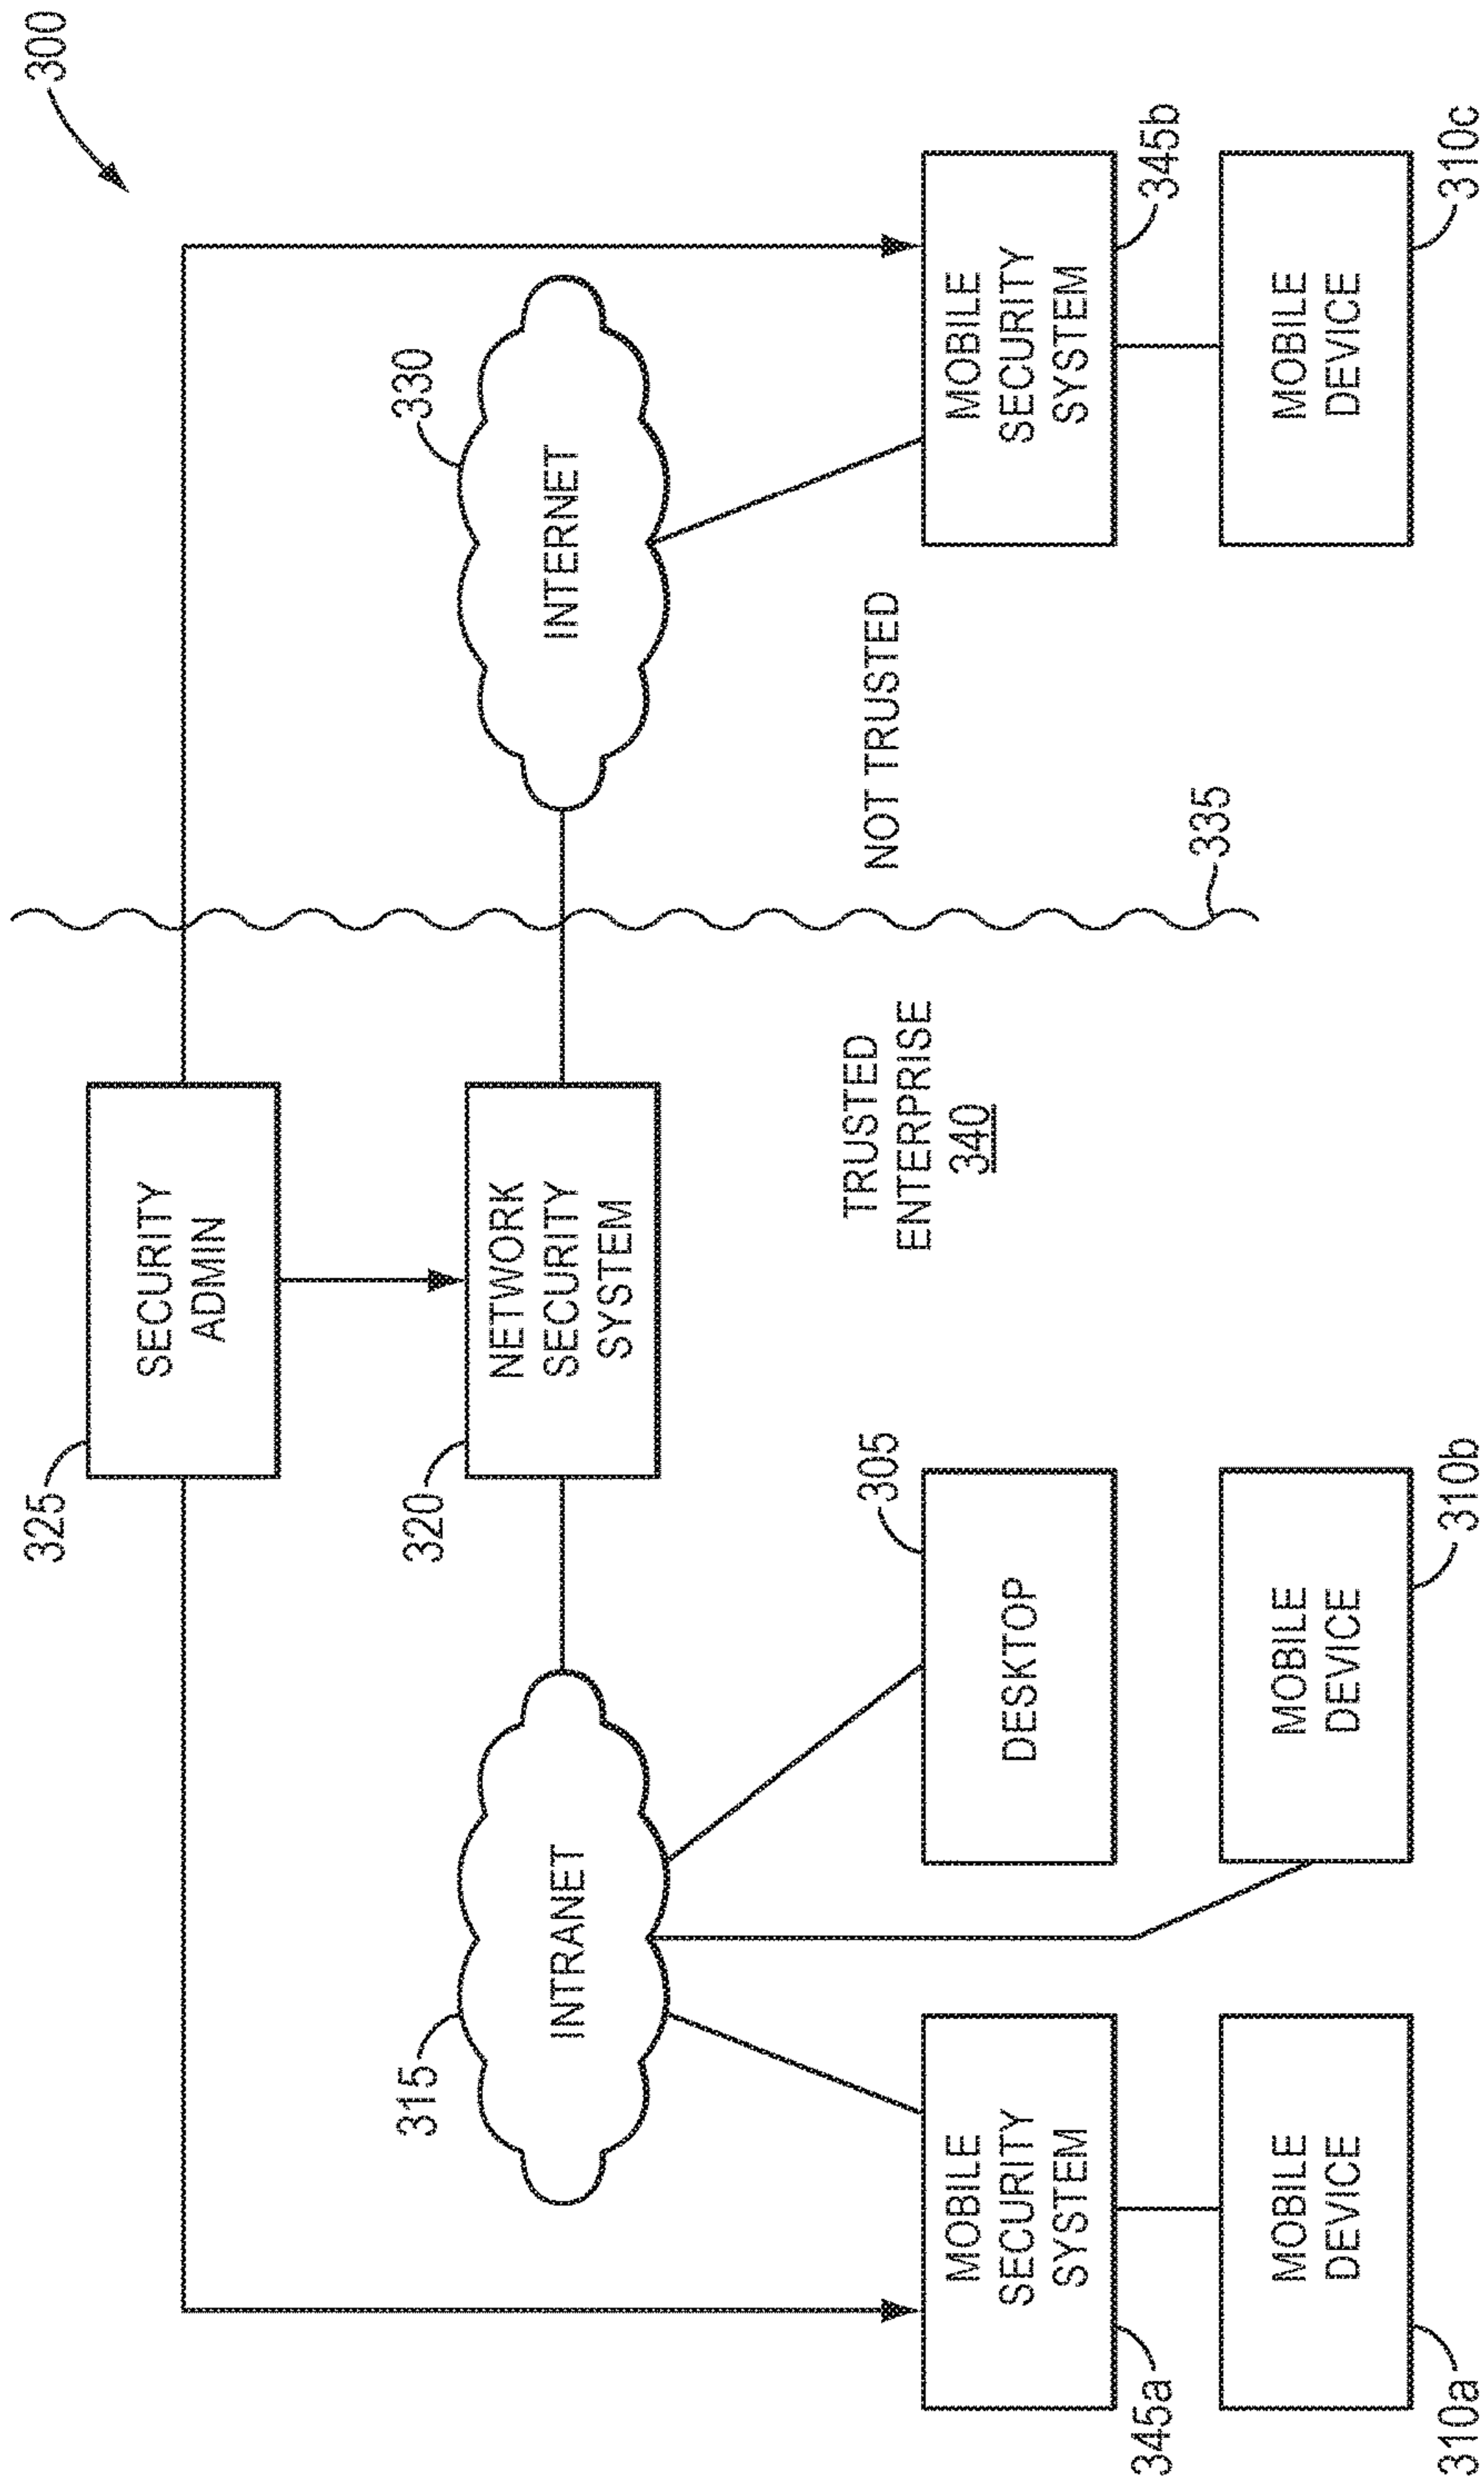 300
325
SECURITY
ADMIN
320
NETWORK
SECURITY
SYSTEM
315
INTRANET
330
INTERNET
TRUSTED
ENTERPRISE
340
NOT TRUSTED
335
MOBILE
SECURITY
SYSTEM
345a
DESKTOP
305
MOBILE
SECURITY
SYSTEM
345b
MOBILE
DEVICE
310a
MOBILE
DEVICE
310b
MOBILE
DEVICE
310c